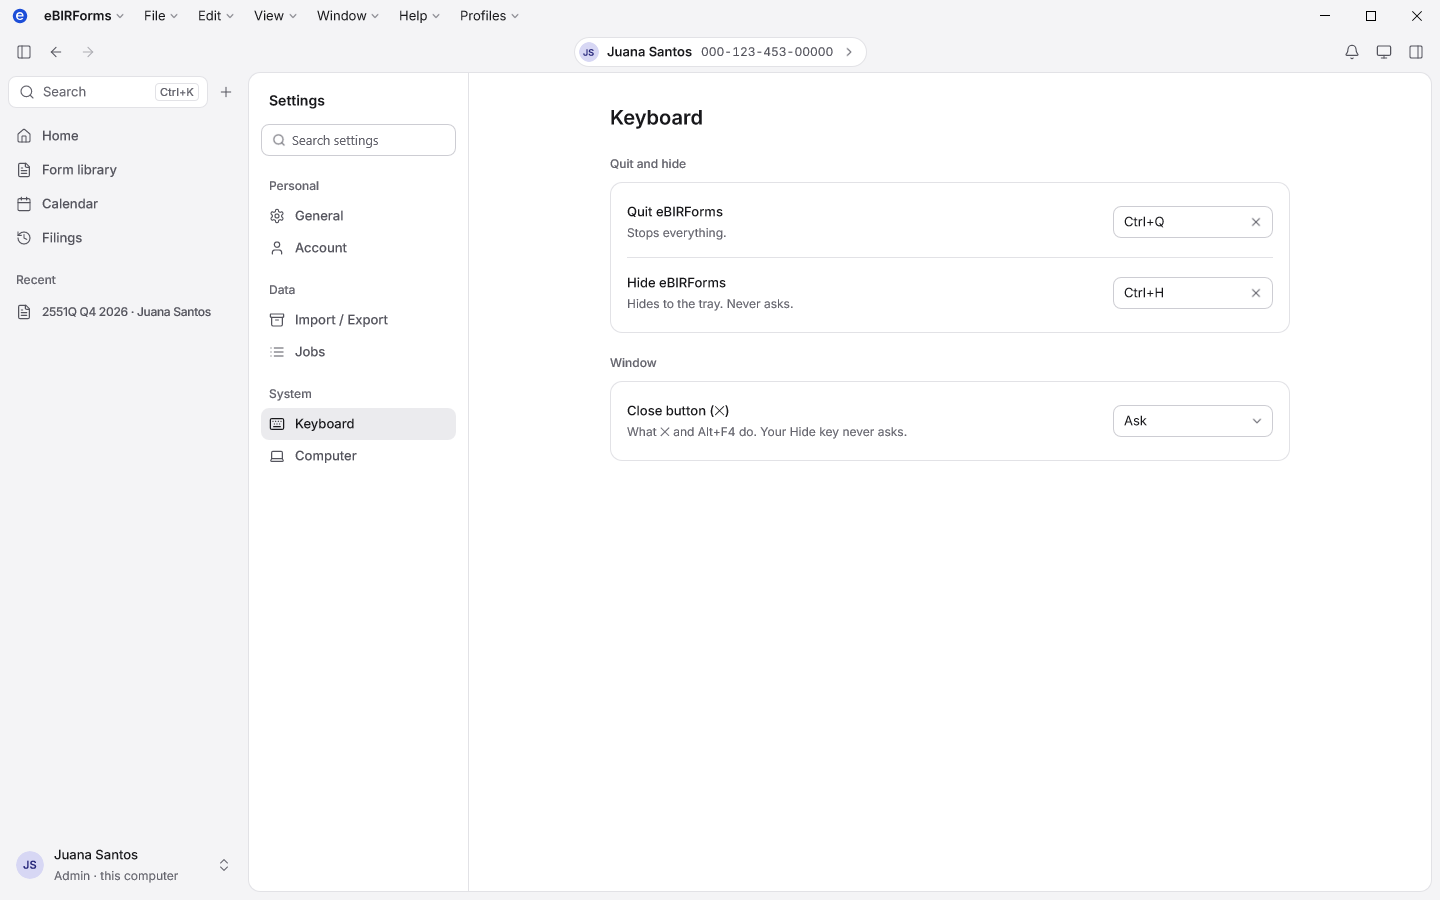 eBIRForms File Edit View Window Help Profiles
JS Juana Santos 000-123-453-00000
Search Ctrl+K
Home
Form library
Calendar
Filings
Recent
2551Q Q4 2026 · Juana Santos
JS Juana Santos
Admin · this computer
Settings
Search settings
Personal
General
Account
Data
Import / Export
Jobs
System
Keyboard
Computer
Keyboard
Quit and hide
Quit eBIRForms
Stops everything.
Ctrl+Q
Hide eBIRForms
Hides to the tray. Never asks.
Ctrl+H
Window
Close button (✕)
What ✕ and Alt+F4 do. Your Hide key never asks.
Ask